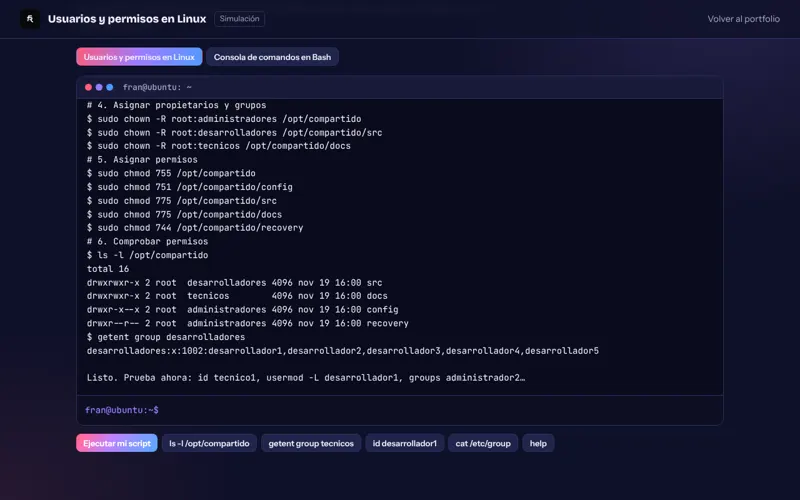 Usuarios y permisos en Linux
Simulación
Volver al portfolio
Usuarios y permisos en Linux
Consola de comandos en Bash
fran@ubuntu: ~
# 4. Asignar propietarios y grupos
$ sudo chown -R root:administradores /opt/compartido
$ sudo chown -R root:desarrolladores /opt/compartido/src
$ sudo chown -R root:tecnicos /opt/compartido/docs
# 5. Asignar permisos
$ sudo chmod 755 /opt/compartido
$ sudo chmod 751 /opt/compartido/config
$ sudo chmod 775 /opt/compartido/src
$ sudo chmod 775 /opt/compartido/docs
$ sudo chmod 744 /opt/compartido/recovery
# 6. Comprobar permisos
$ ls -l /opt/compartido
total 16
drwxrwxr-x 2 root  desarrolladores 4096 nov 19 16:00 src
drwxrwxr-x 2 root  tecnicos        4096 nov 19 16:00 docs
drwxr-x--x 2 root  administradores 4096 nov 19 16:00 config
drwxr--r-- 2 root  administradores 4096 nov 19 16:00 recovery
$ getent group desarrolladores
desarrolladores:x:1002:desarrollador1,desarrollador2,desarrollador3,desarrollador4,desarrollador5
Listo. Prueba ahora: id tecnico1, usermod -L desarrollador1, groups administrador2…
fran@ubuntu:~$
Ejecutar mi script
ls -l /opt/compartido
getent group tecnicos
id desarrollador1
cat /etc/group
help